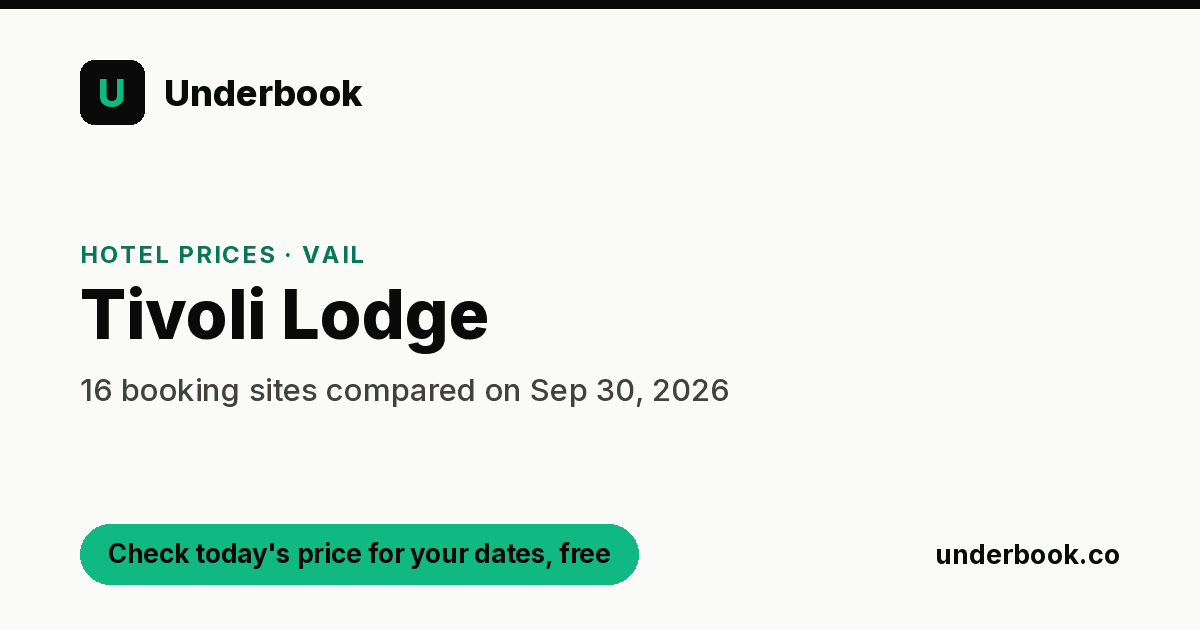 U
Underbook
HOTEL PRICES · VAIL
Tivoli Lodge
16 booking sites compared on Sep 30, 2026
Check today's price for your dates, free
underbook.co